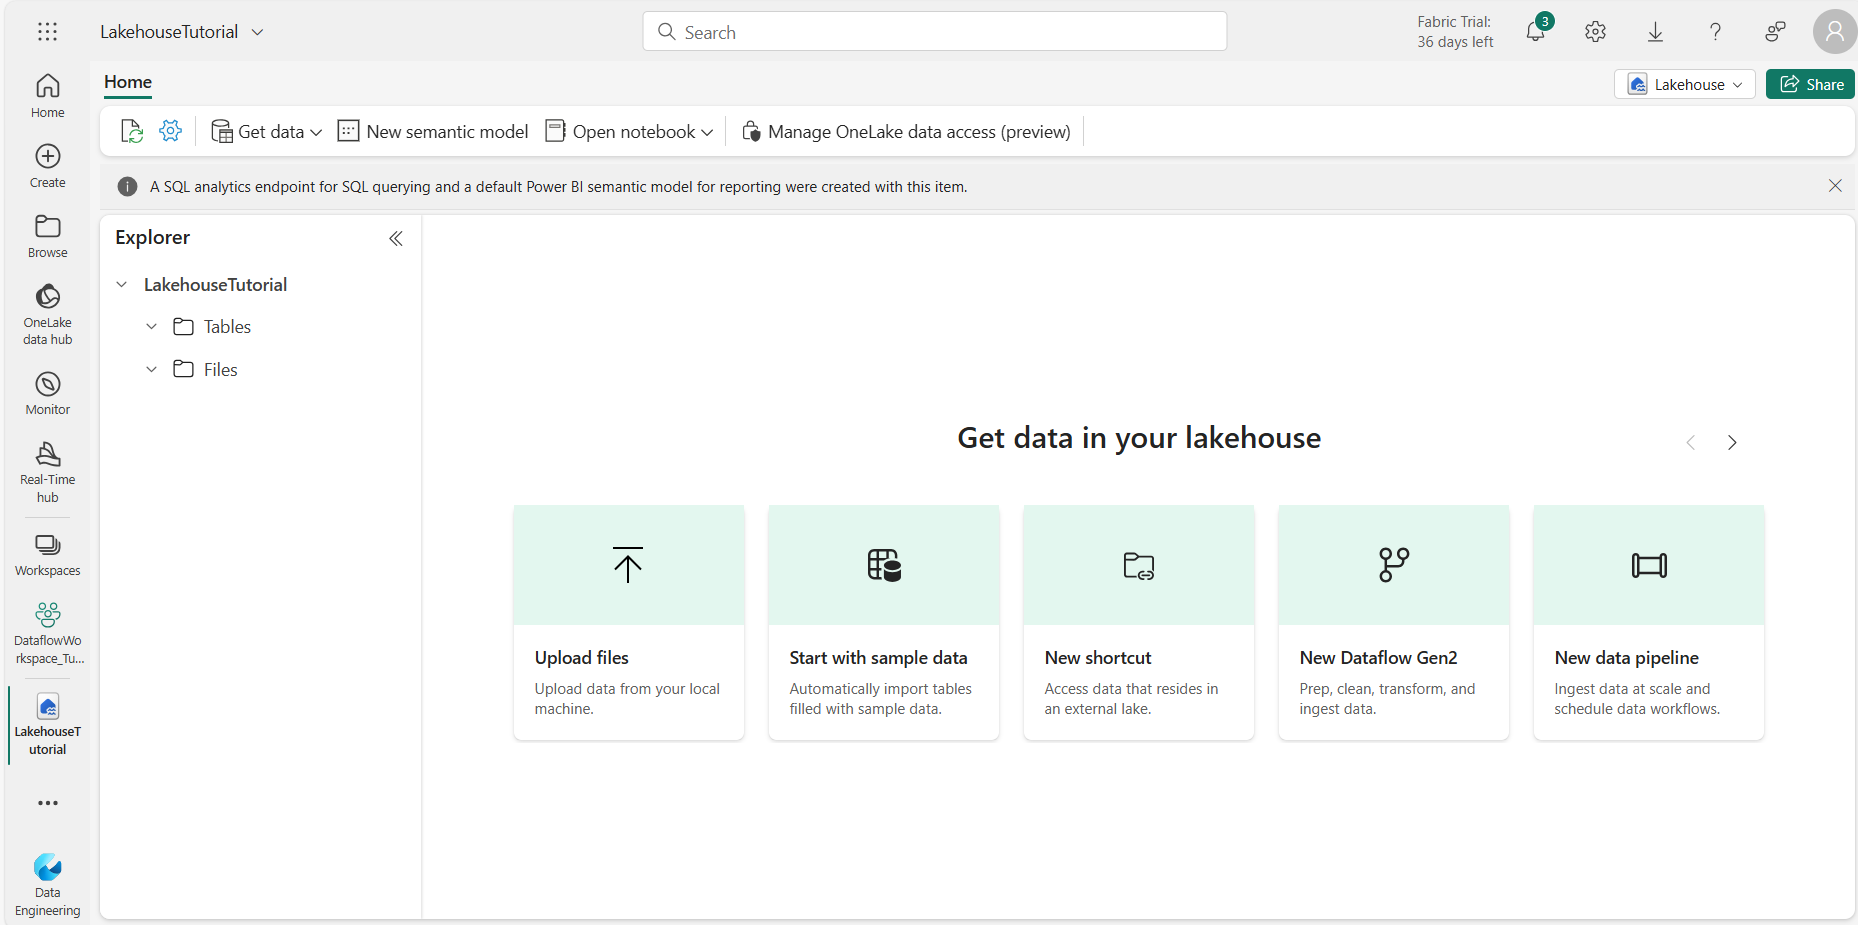 LakehouseTutorial
Search
Fabric Trial:
36 days left
3
Home
Lakehouse
Share
Get data
New semantic model
Open notebook
Manage OneLake data access (preview)
A SQL analytics endpoint for SQL querying and a default Power BI semantic model for reporting were created with this item.
Home
Create
Browse
OneLake
data hub
Monitor
Real-Time
hub
Workspaces
DataflowWo
rkspace_Tu...
LakehouseT
utorial
Data
Engineering
Explorer
LakehouseTutorial
Tables
Files
Get data in your lakehouse
Upload files
Upload data from your local
machine.
Start with sample data
Automatically import tables
filled with sample data.
New shortcut
Access data that resides in
an external lake.
New Dataflow Gen2
Prep, clean, transform, and
ingest data.
New data pipeline
Ingest data at scale and
schedule data workflows.